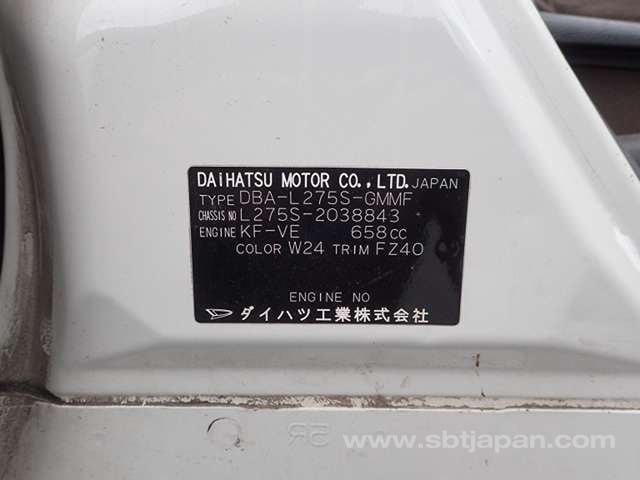 DAIHATSU MOTOR CO.,LTD. JAPAN
TYPE DBA-L275S-GMMF
CHASSIS NO L275S-2038843
ENGINE KF-VE 658CC
COLOR W24 TRIM FZ40
ENGINE NO
ダイハツ工業株式会社
www.sbtjapan.com